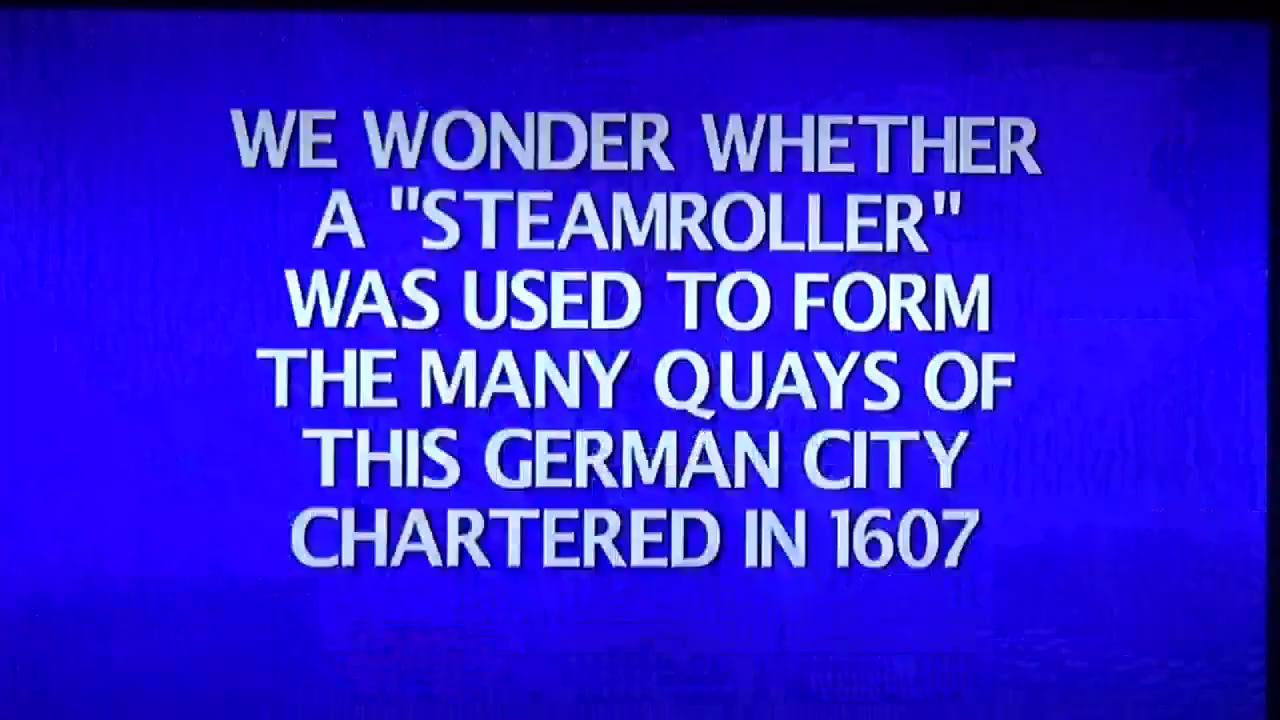 WE WONDER WHETHER
A "STEAMROLLER"
WAS USED TO FORM
THE MANY QUAYS OF
THIS GERMAN CITY
CHARTERED IN 1607